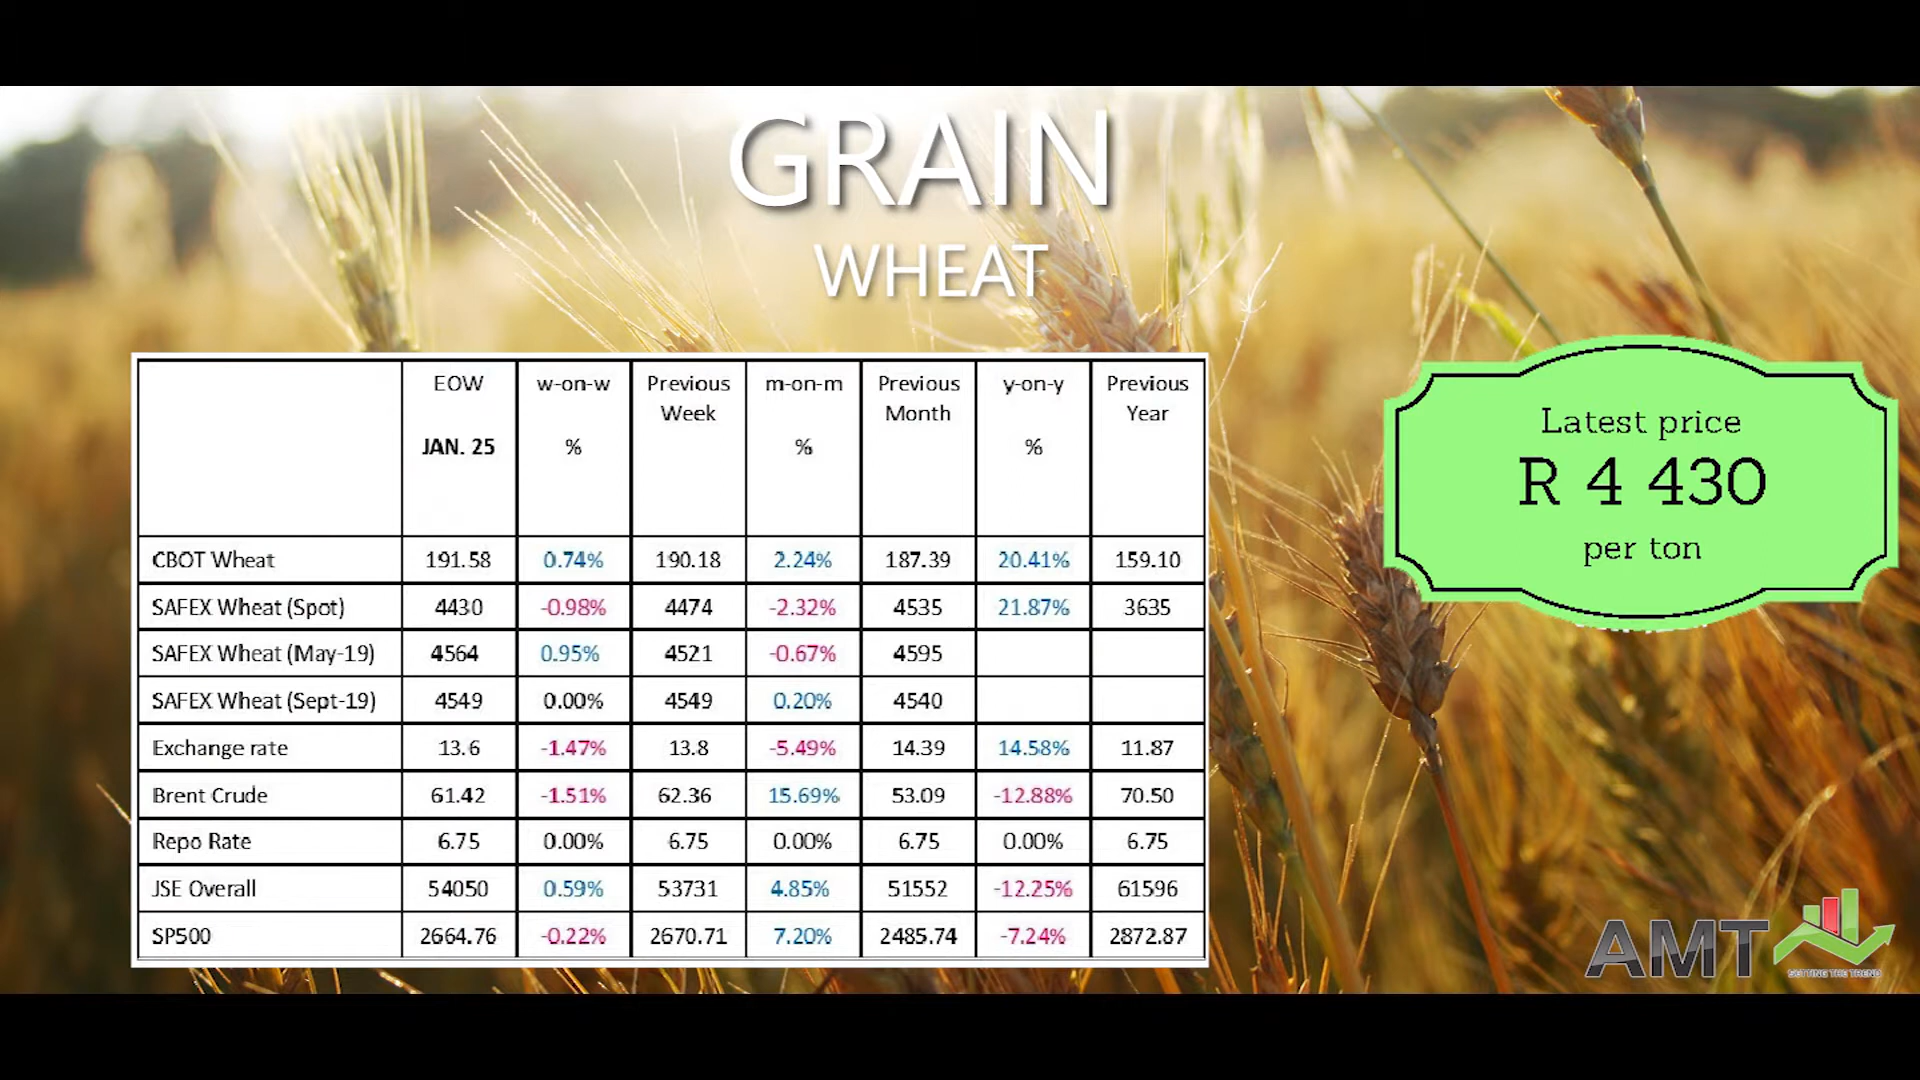 GRAIN
WHEAT
EOW w-on-w Previous m-on-m Previous y-on-y Previous
Week Month Year
JAN. 25 % % %
CBOT Wheat 191.58 0.74% 190.18 2.24% 187.39 20.41% 159.10
SAFEX Wheat (Spot) 4430 -0.98% 4474 -2.32% 4535 21.87% 3635
SAFEX Wheat (May-19) 4564 0.95% 4521 -0.67% 4595
SAFEX Wheat (Sept-19) 4549 0.00% 4549 0.20% 4540
Exchange rate 13.6 -1.47% 13.8 -5.49% 14.39 14.58% 11.87
Brent Crude 61.42 -1.51% 62.36 15.69% 53.09 -12.88% 70.50
Repo Rate 6.75 0.00% 6.75 0.00% 6.75 0.00% 6.75
JSE Overall 54050 0.59% 53731 4.85% 51552 -12.25% 61596
SP500 2664.76 -0.22% 2670.71 7.20% 2485.74 -7.24% 2872.87
Latest price
R 4 430
per ton
AMT
SETTING THE TREND